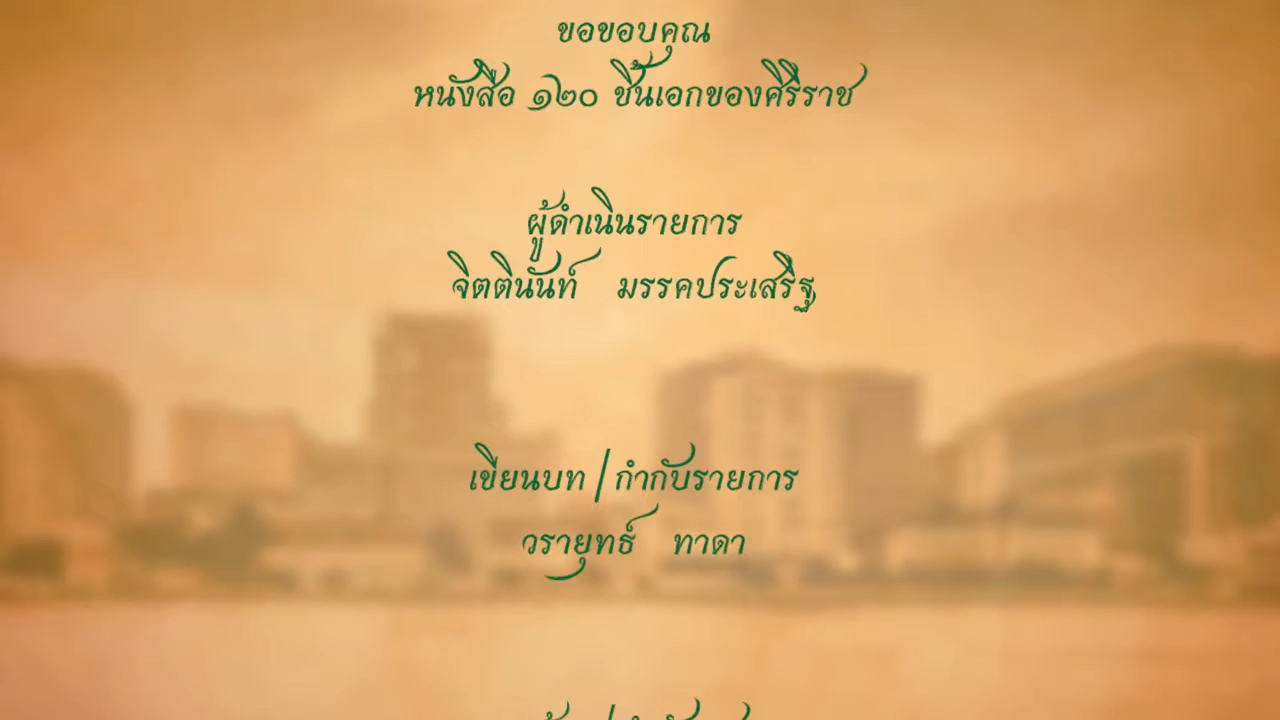 ขอขอบคุณ
หนังสือ ๑๒๐ ชิ้นเอกของศิริราช
ผู้ดำเนินรายการ
จิตตินันท์ มรรคประเสริฐ
เขียนบท / กำกับรายการ
วรายุทธ์ ทาดา